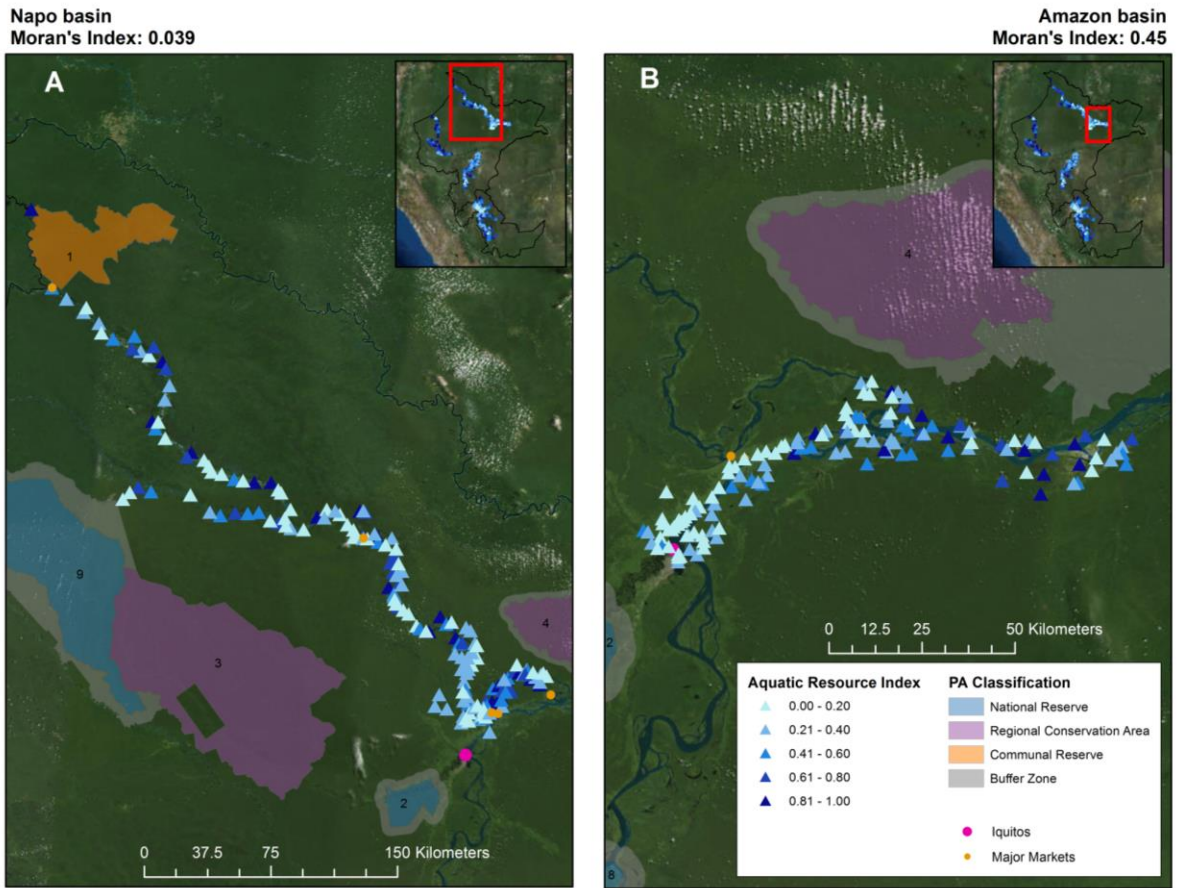 Napo basin
Moran's Index: 0.039
Amazon basin
Moran's Index: 0.45
A
1
9
3
4
2
0 37.5 75 150 Kilometers
B
4
2
8
0 12.5 25 50 Kilometers
Aquatic Resource Index
0.00 - 0.20
0.21 - 0.40
0.41 - 0.60
0.61 - 0.80
0.81 - 1.00
PA Classification
National Reserve
Regional Conservation Area
Communal Reserve
Buffer Zone
Iquitos
Major Markets